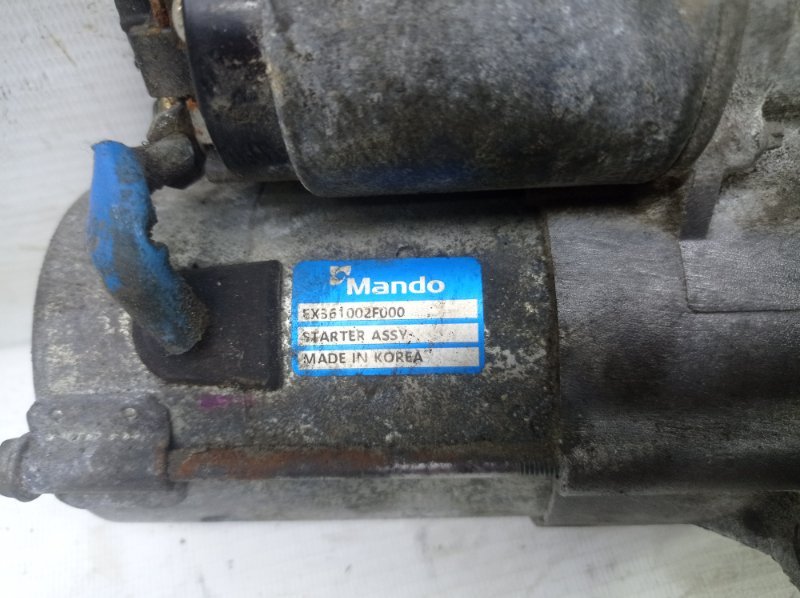 Mando
EX361002F000
STARTER ASSY
MADE IN KOREA